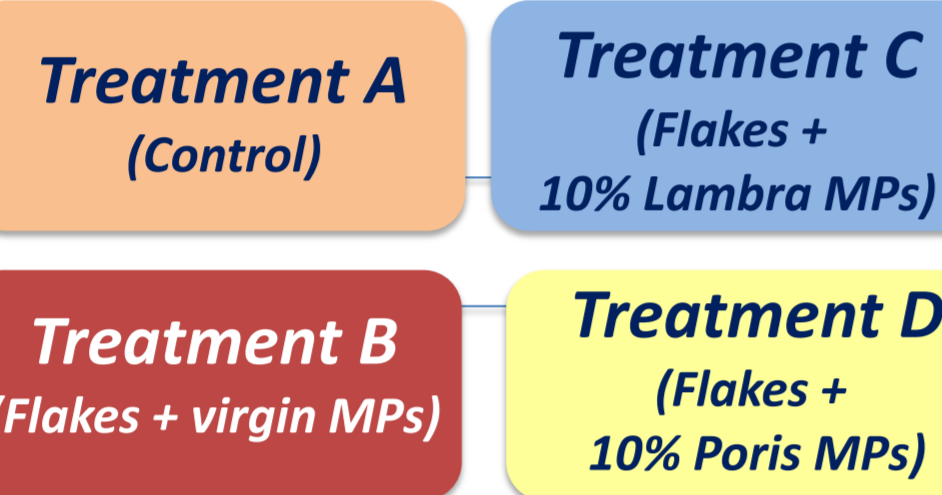 Treatment A
(Control)
Treatment C
(Flakes +
10% Lambra MPs)
Treatment B
(Flakes + virgin MPs)
Treatment D
(Flakes +
10% Poris MPs)